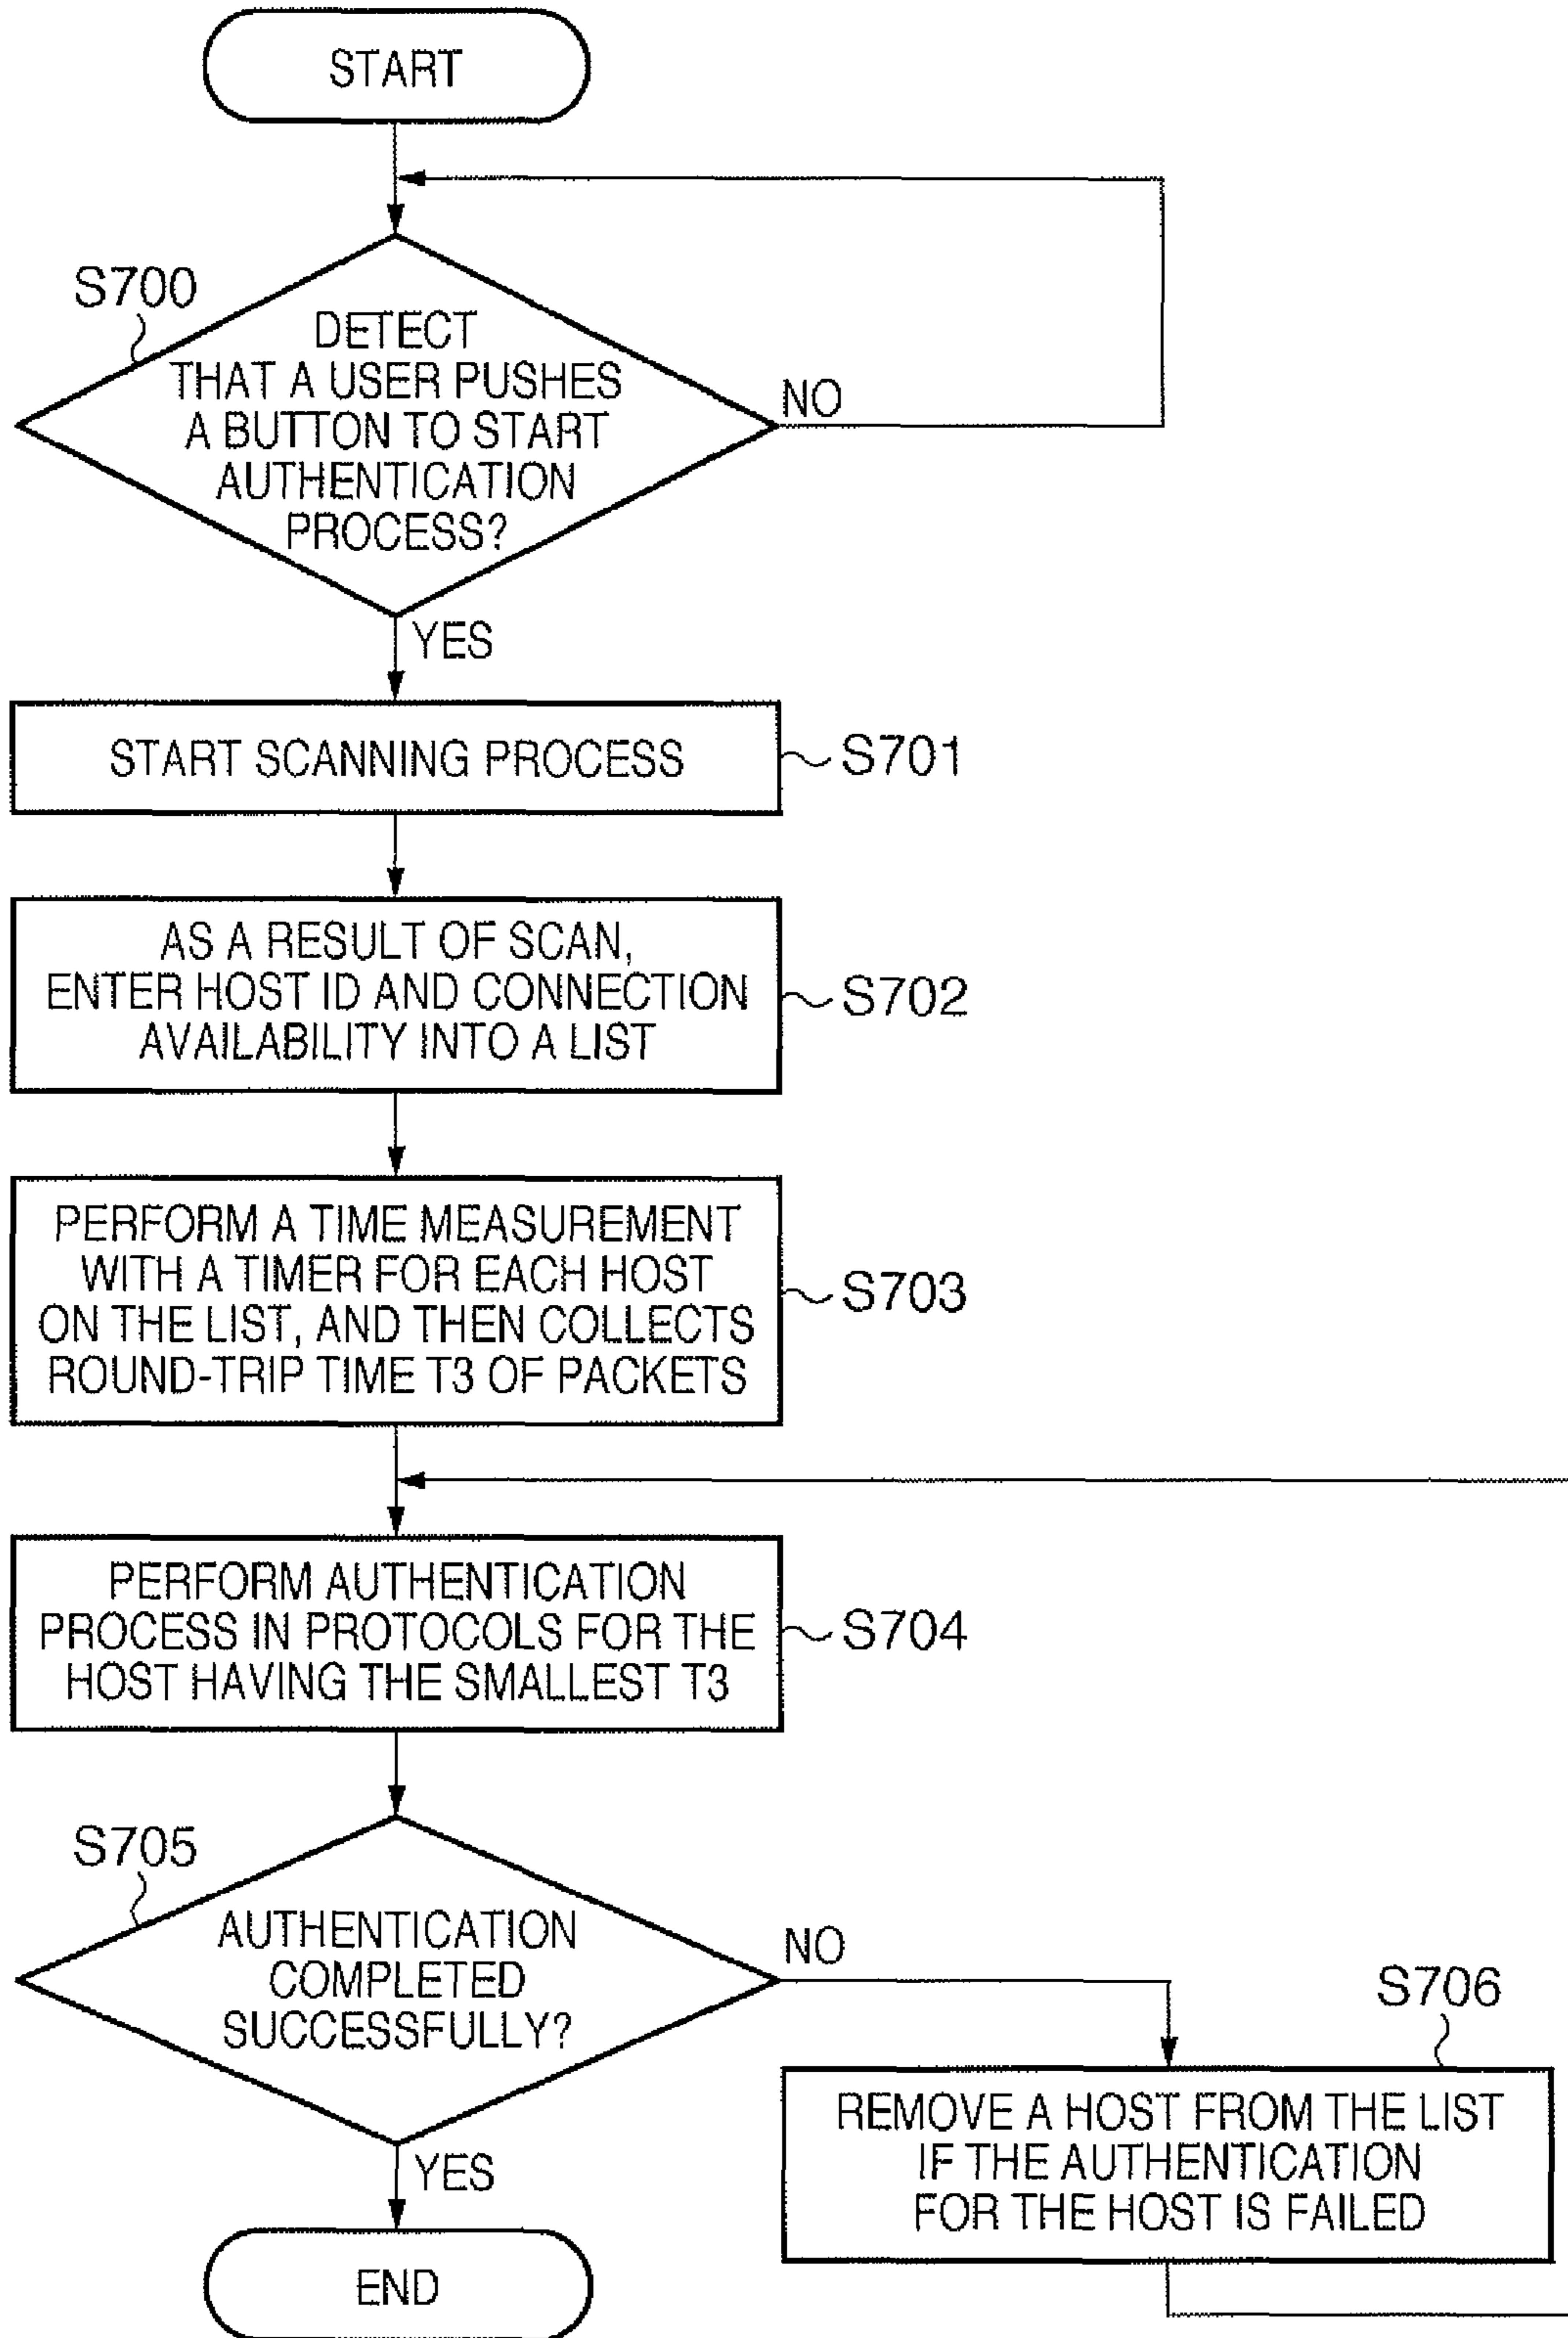 START
S700
DETECT
THAT A USER PUSHES
A BUTTON TO START
AUTHENTICATION
PROCESS?
NO
YES
START SCANNING PROCESS
S701
AS A RESULT OF SCAN,
ENTER HOST ID AND CONNECTION
AVAILABILITY INTO A LIST
S702
PERFORM A TIME MEASUREMENT
WITH A TIMER FOR EACH HOST
ON THE LIST, AND THEN COLLECTS
ROUND-TRIP TIME T3 OF PACKETS
S703
PERFORM AUTHENTICATION
PROCESS IN PROTOCOLS FOR THE
HOST HAVING THE SMALLEST T3
S704
S705
AUTHENTICATION
COMPLETED
SUCCESSFULLY?
NO
S706
REMOVE A HOST FROM THE LIST
IF THE AUTHENTICATION
FOR THE HOST IS FAILED
YES
END